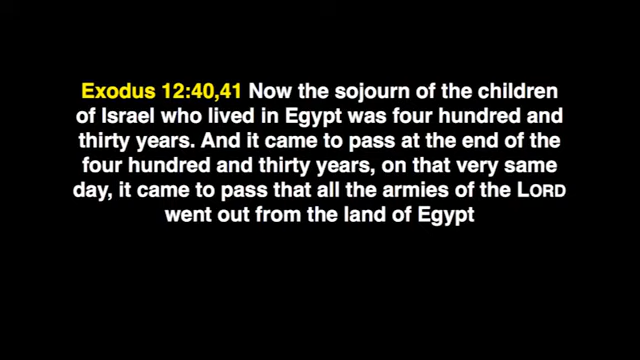 Exodus 12:40,41 Now the sojourn of the children
of Israel who lived in Egypt was four hundred and
thirty years. And it came to pass at the end of the
four hundred and thirty years, on that very same
day, it came to pass that all the armies of the LORD
went out from the land of Egypt